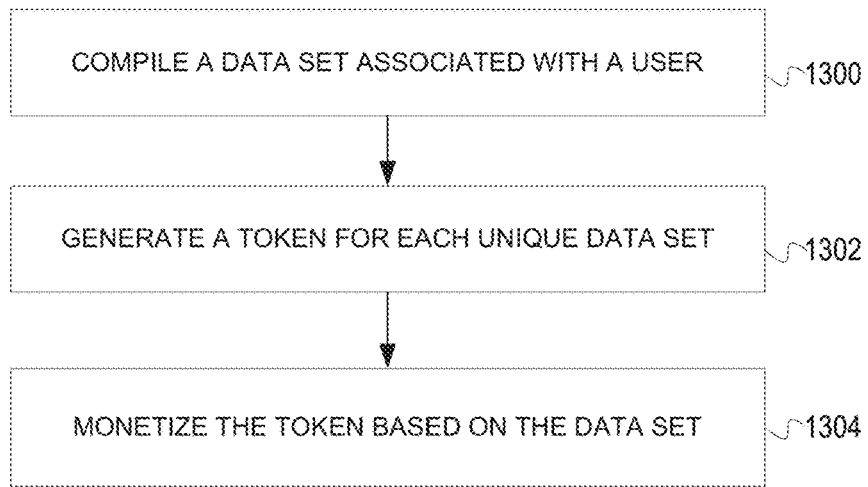 COMPILE A DATA SET ASSOCIATED WITH A USER
1300
GENERATE A TOKEN FOR EACH UNIQUE DATA SET
1302
MONETIZE THE TOKEN BASED ON THE DATA SET
1304